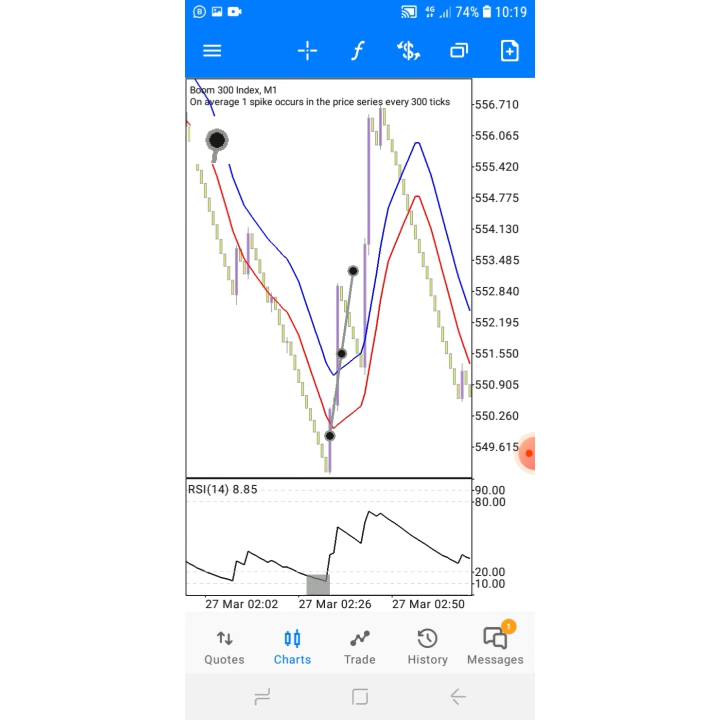 4G 74% 10:19
Boom 300 Index, M1
On average 1 spike occurs in the price series every 300 ticks
556.710
556.065
555.420
554.775
554.130
553.485
552.840
552.195
551.550
550.905
550.260
549.615
RSI(14) 8.85
90.00
80.00
20.00
10.00
27 Mar 02:02 27 Mar 02:26 27 Mar 02:50
1
Quotes Charts Trade History Messages